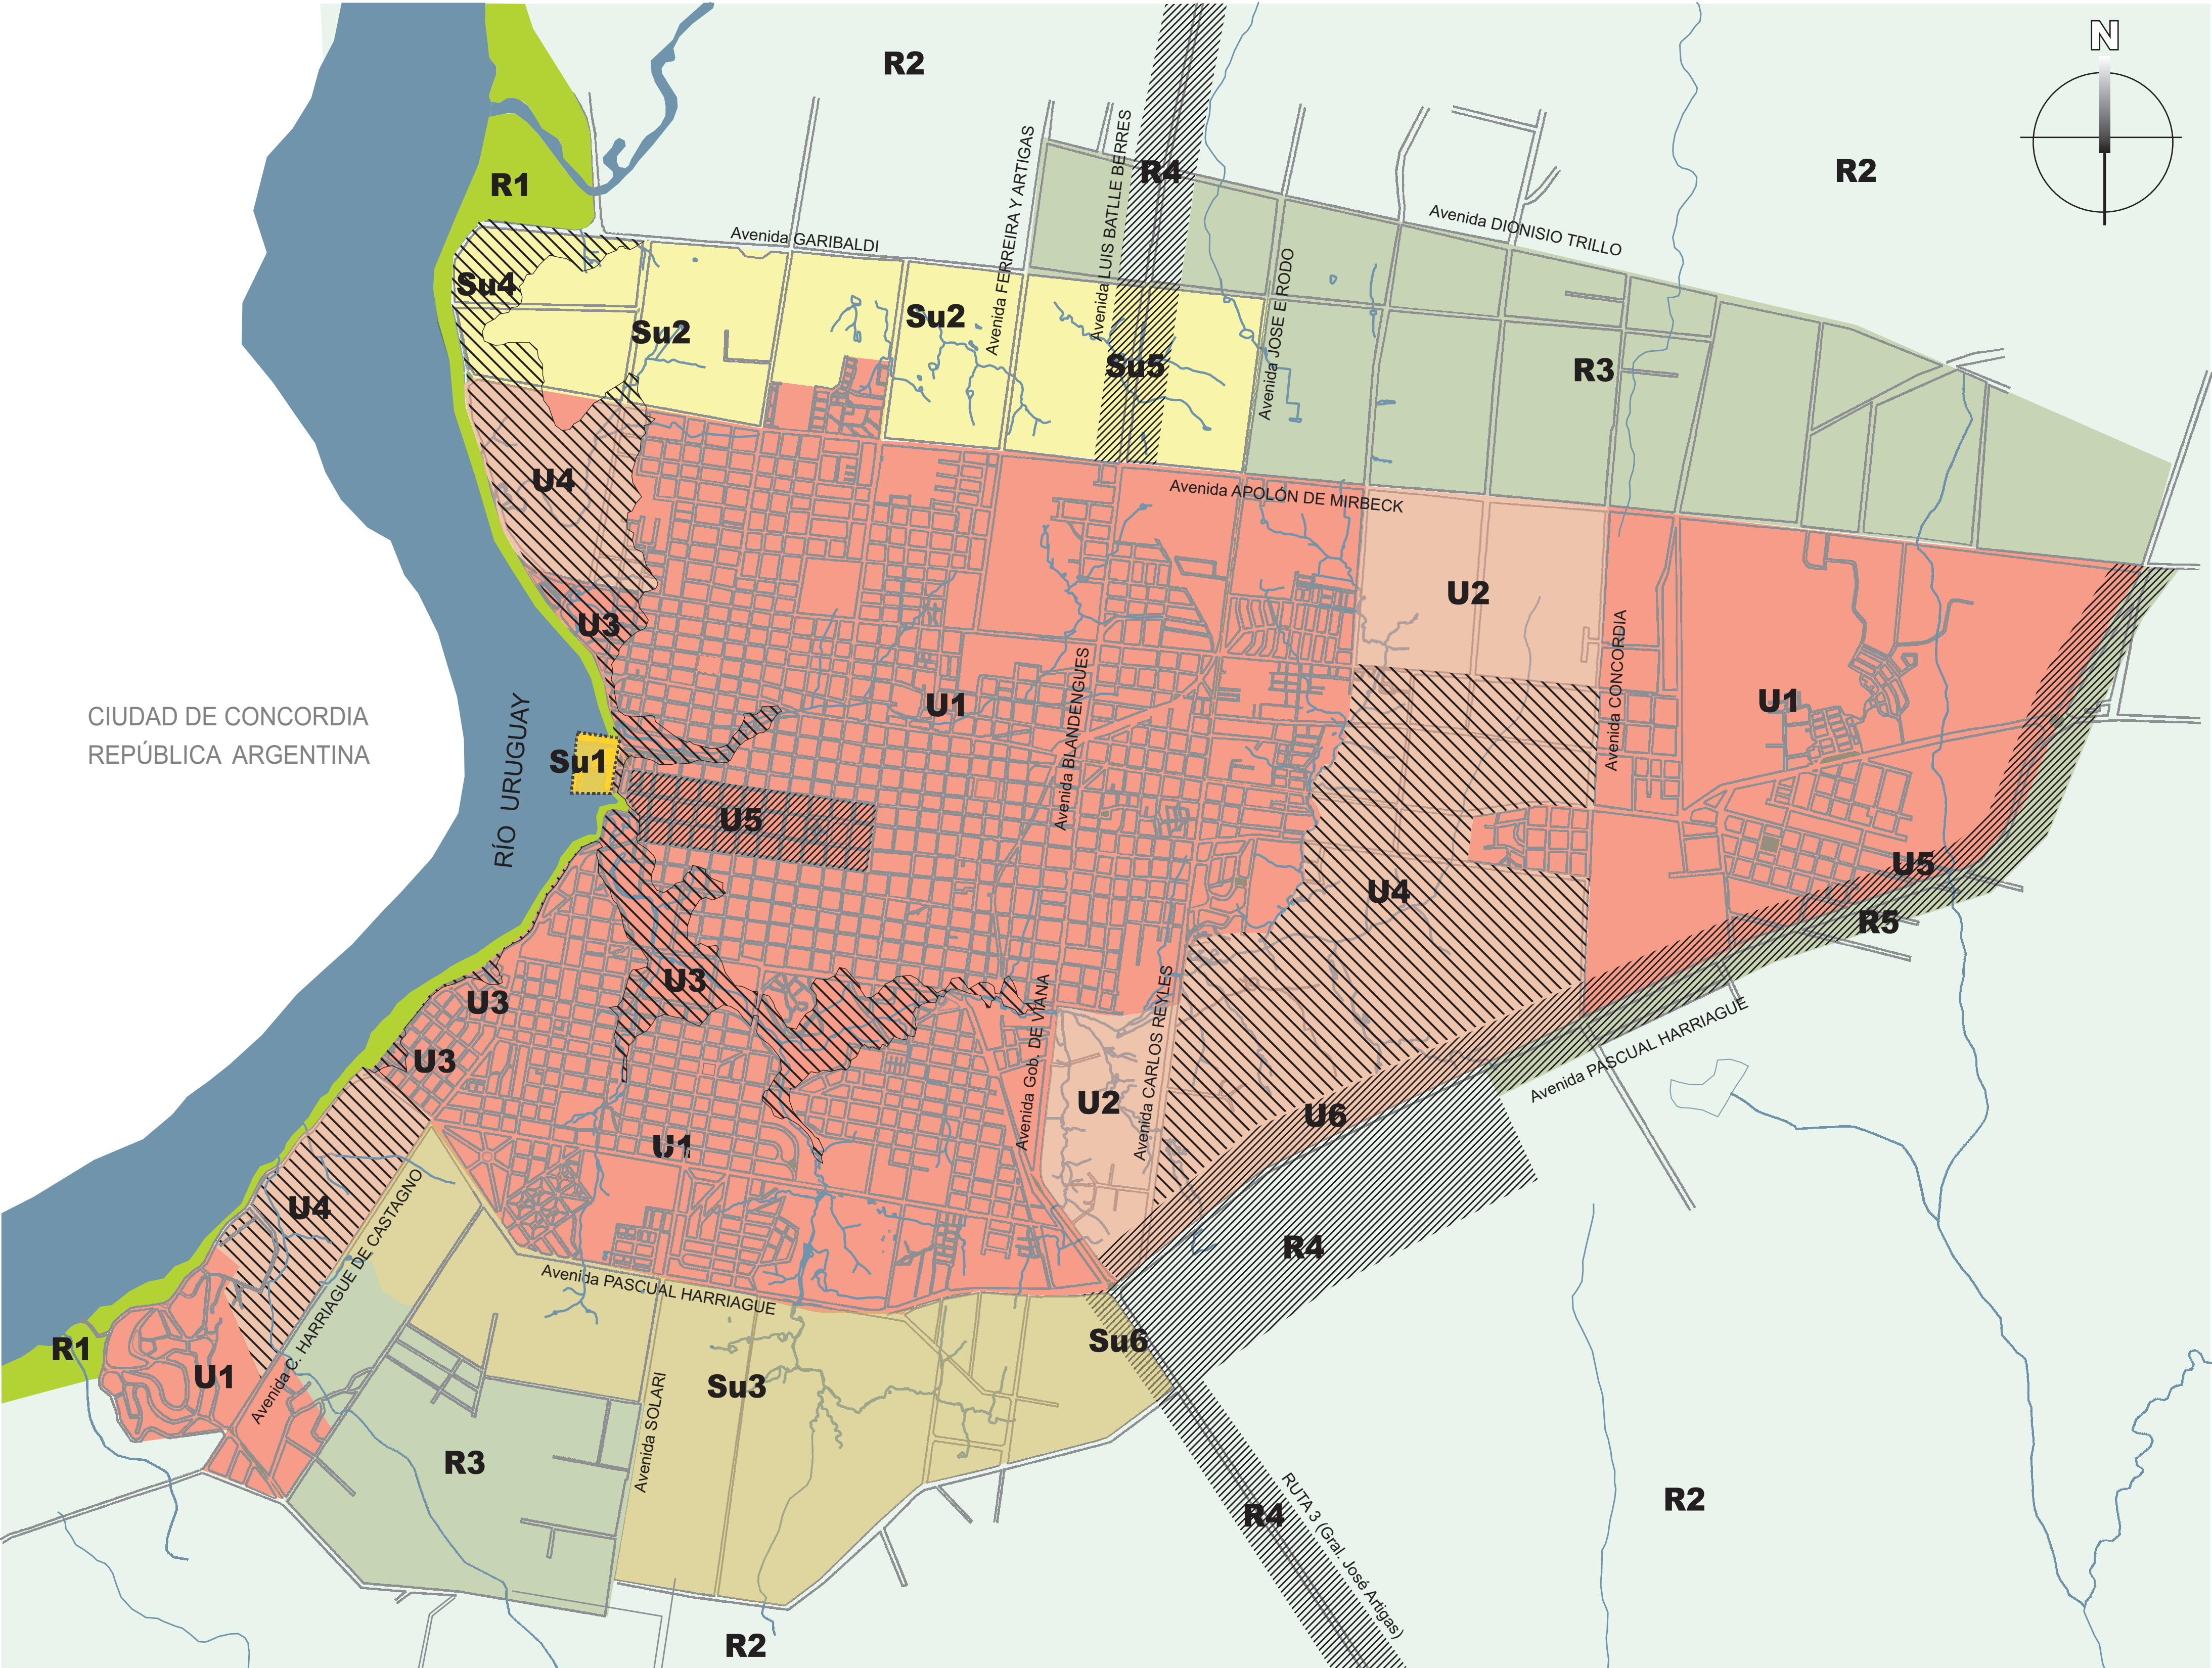 N
R2
R4
R2
R1
Avenida GARIBALDI
Avenida FERREIRA Y ARTIGAS
Avenida LUIS BATLLE BERRES
Avenida DIONISIO TRILLO
Su4
Su2
Su2
Su5
Avenida JOSE E RODO
R3
U4
Avenida APOLÓN DE MIRBECK
U3
U2
Avenida CONCORDIA
U1
U1
CIUDAD DE CONCORDIA
REPÚBLICA ARGENTINA
RÍO URUGUAY
Su1
Avenida BLANDENGUES
U5
U4
U5
R5
U3
U3
U3
Avenida Gob. DE VIANA
Avenida CARLOS REYLES
U2
U6
Avenida PASCUAL HARRIAGUE
U1
U4
Avenida C. HARRIAGUE DE CASTAGNO
R4
Avenida PASCUAL HARRIAGUE
Su6
R1
U1
Su3
Avenida SOLARI
R3
R4
RUTA 3 (Gral. José Artigas)
R2
R2